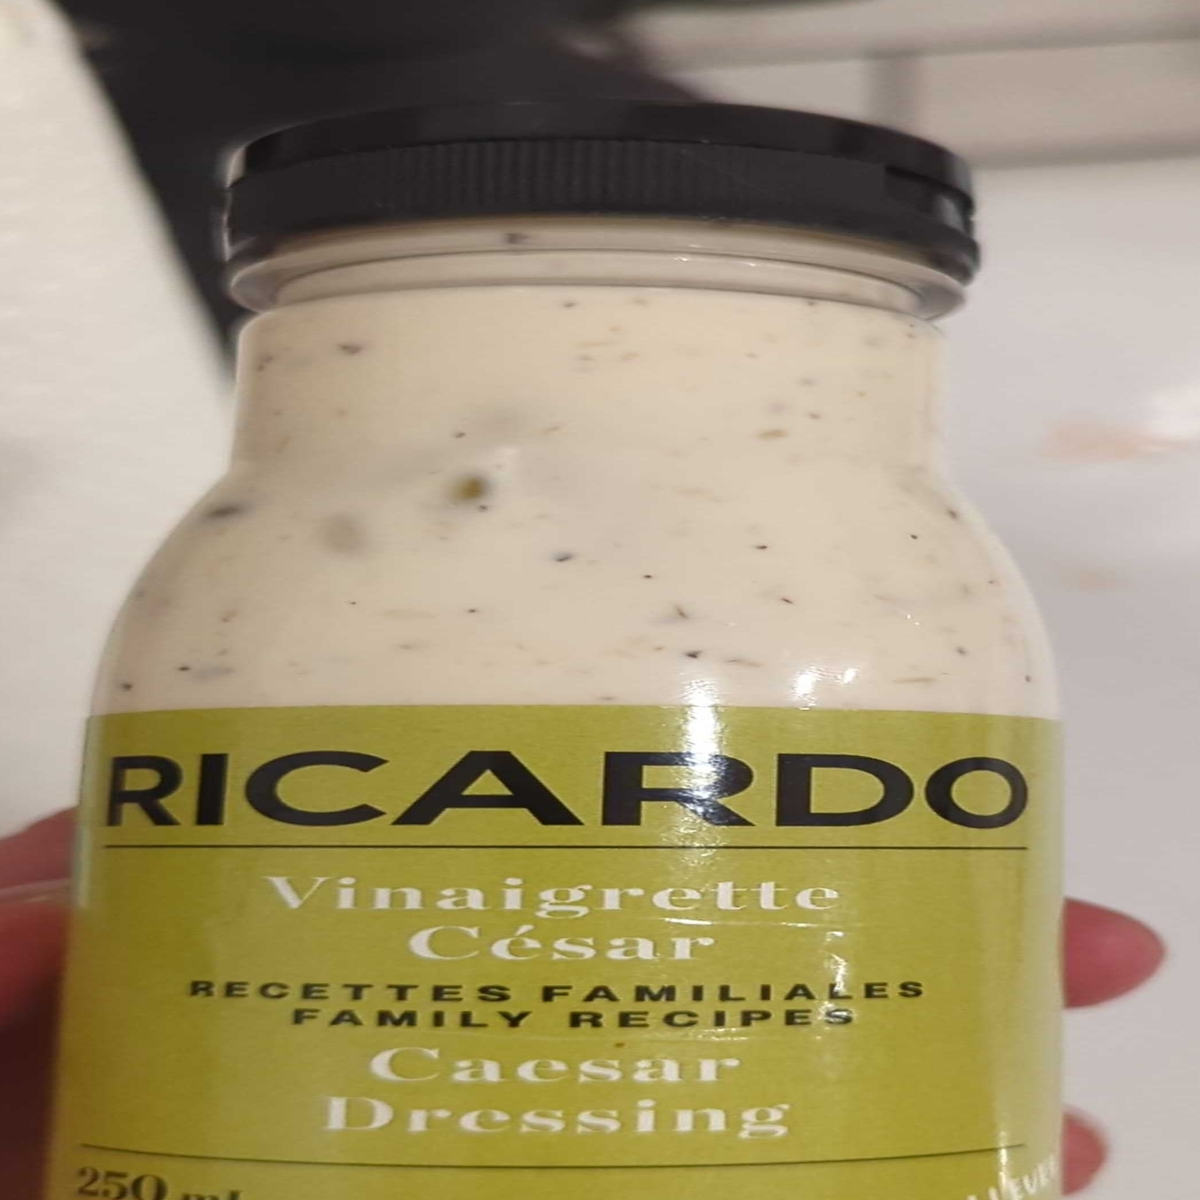 RICARDO
Vinaigrette
César
RECETTES FAMILIALES
FAMILY RECIPES
Caesar
Dressing
250 ml